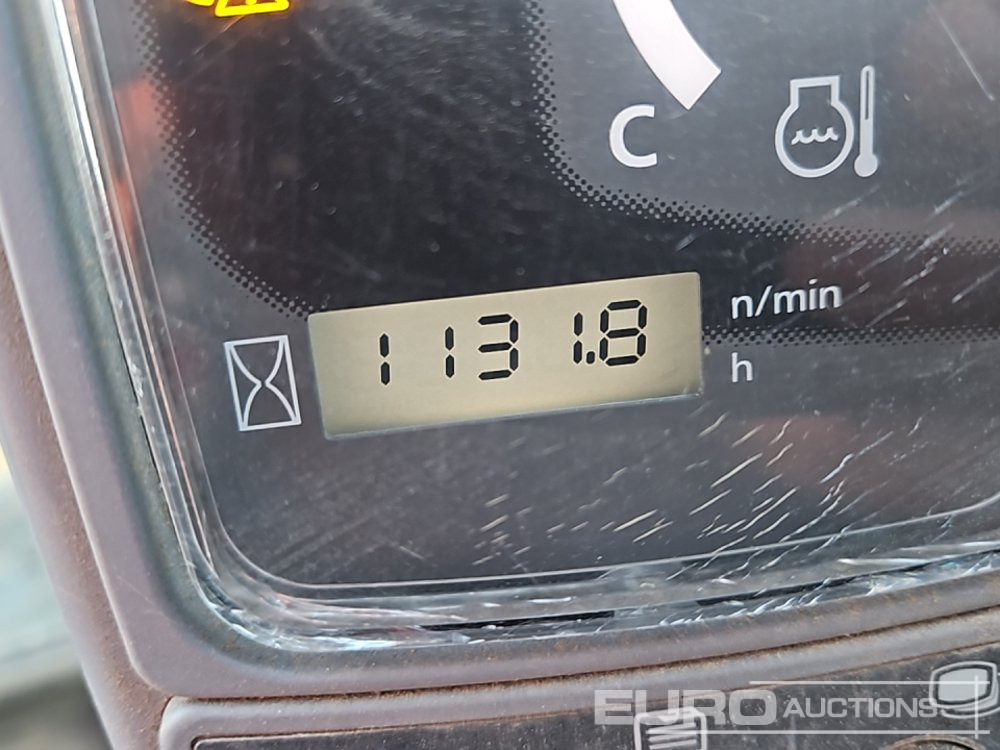 C
1131.8
n/min
h
EURO AUCTIONS